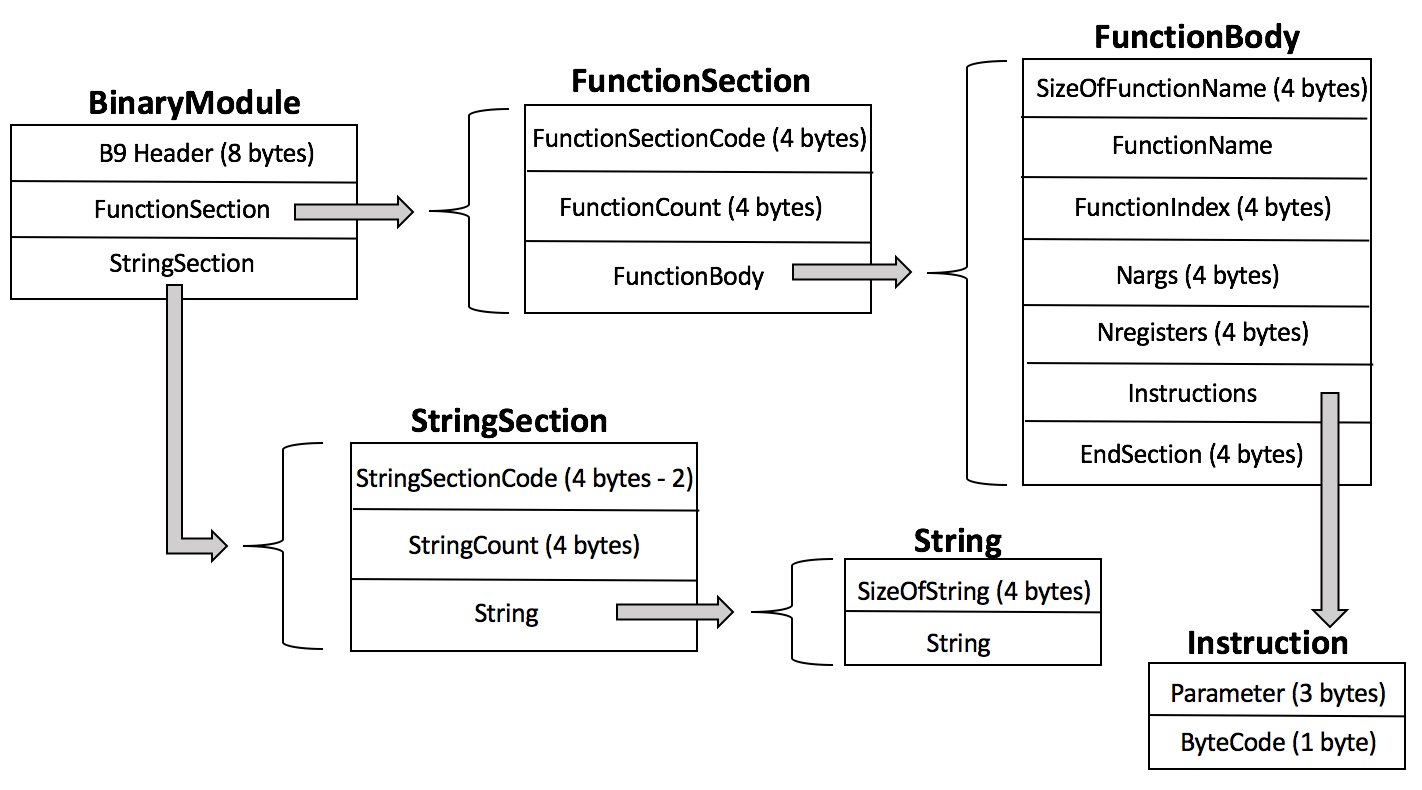 BinaryModule
B9 Header (8 bytes)
FunctionSection
StringSection
FunctionSection
FunctionSectionCode (4 bytes)
FunctionCount (4 bytes)
FunctionBody
FunctionBody
SizeOfFunctionName (4 bytes)
FunctionName
FunctionIndex (4 bytes)
Nargs (4 bytes)
Nregisters (4 bytes)
Instructions
EndSection (4 bytes)
StringSection
StringSectionCode (4 bytes - 2)
StringCount (4 bytes)
String
String
SizeOfString (4 bytes)
String
Instruction
Parameter (3 bytes)
ByteCode (1 byte)